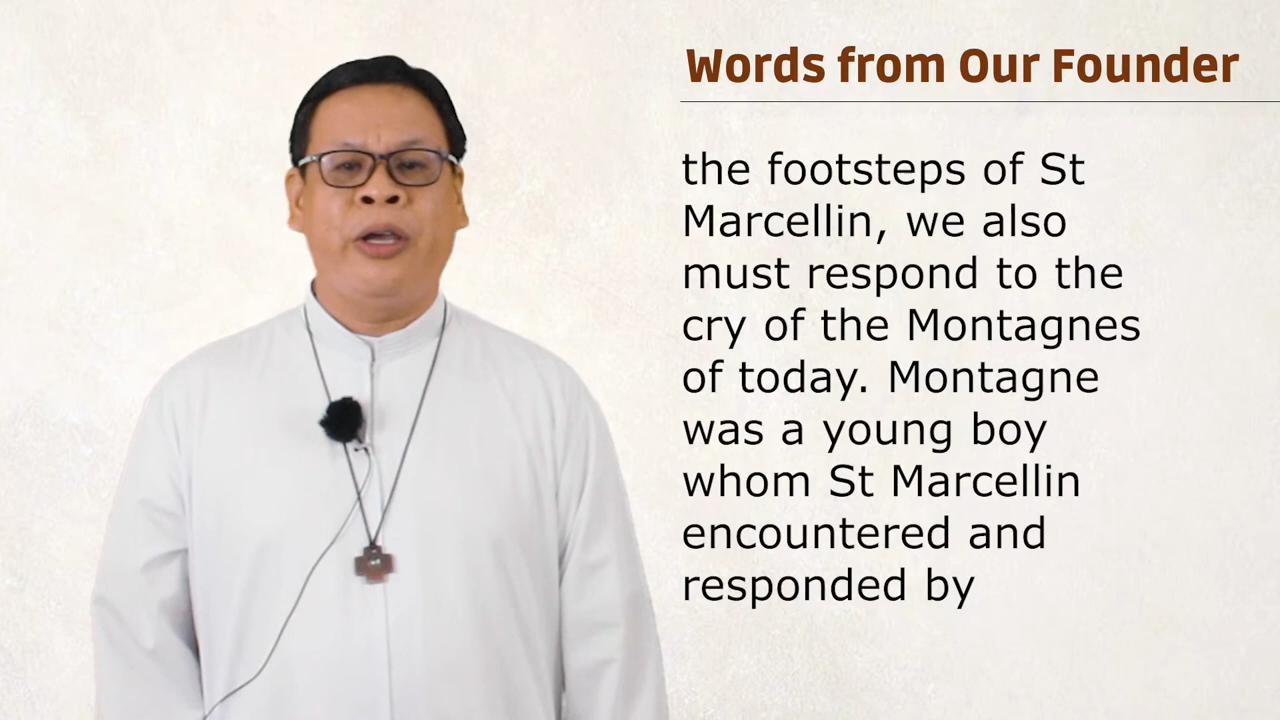 Words from Our Founder
the footsteps of St
Marcellin, we also
must respond to the
cry of the Montagnes
of today. Montagne
was a young boy
whom St Marcellin
encountered and
responded by